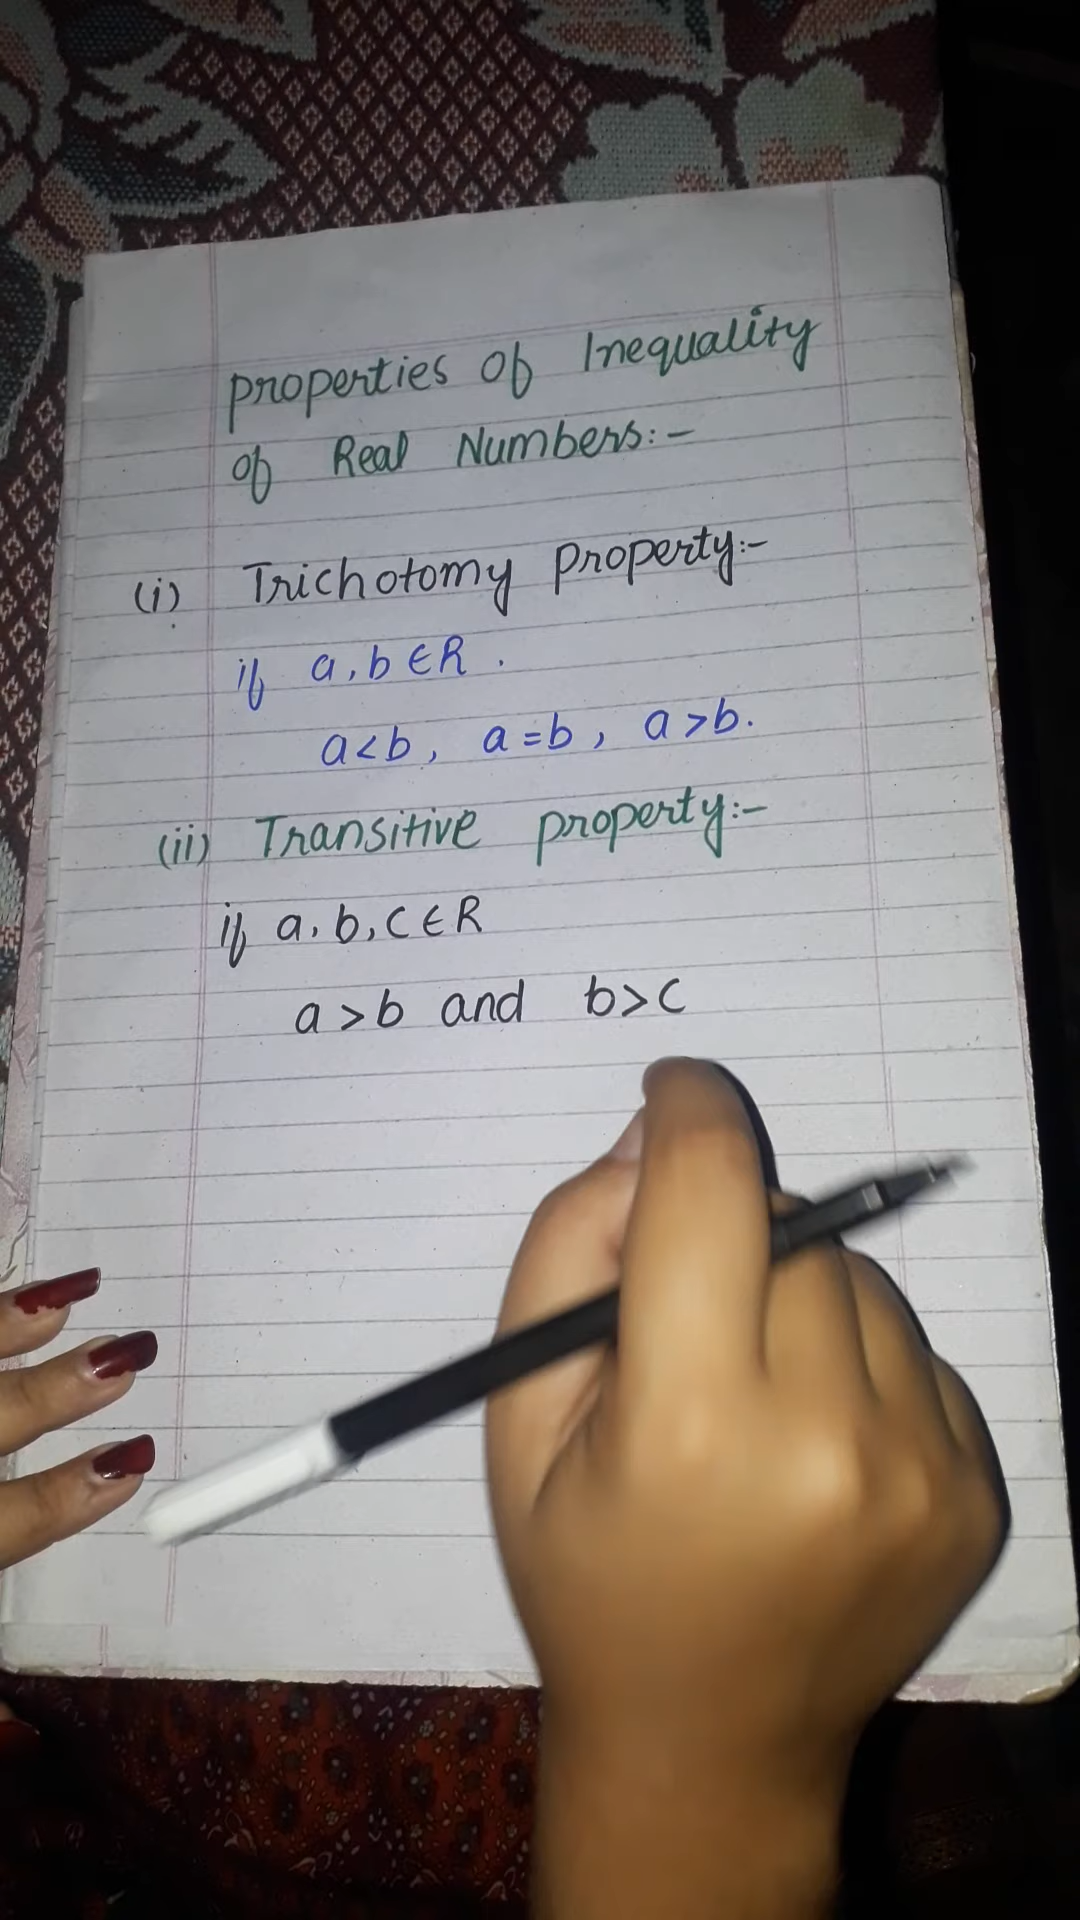 Properties of Inequality
of Real Numbers:-
(i) Trichotomy Property:-
if a, b ∈ R .
a<b, a=b, a>b.
(ii) Transitive property:-
if a, b, c ∈ R
a>b and b>c